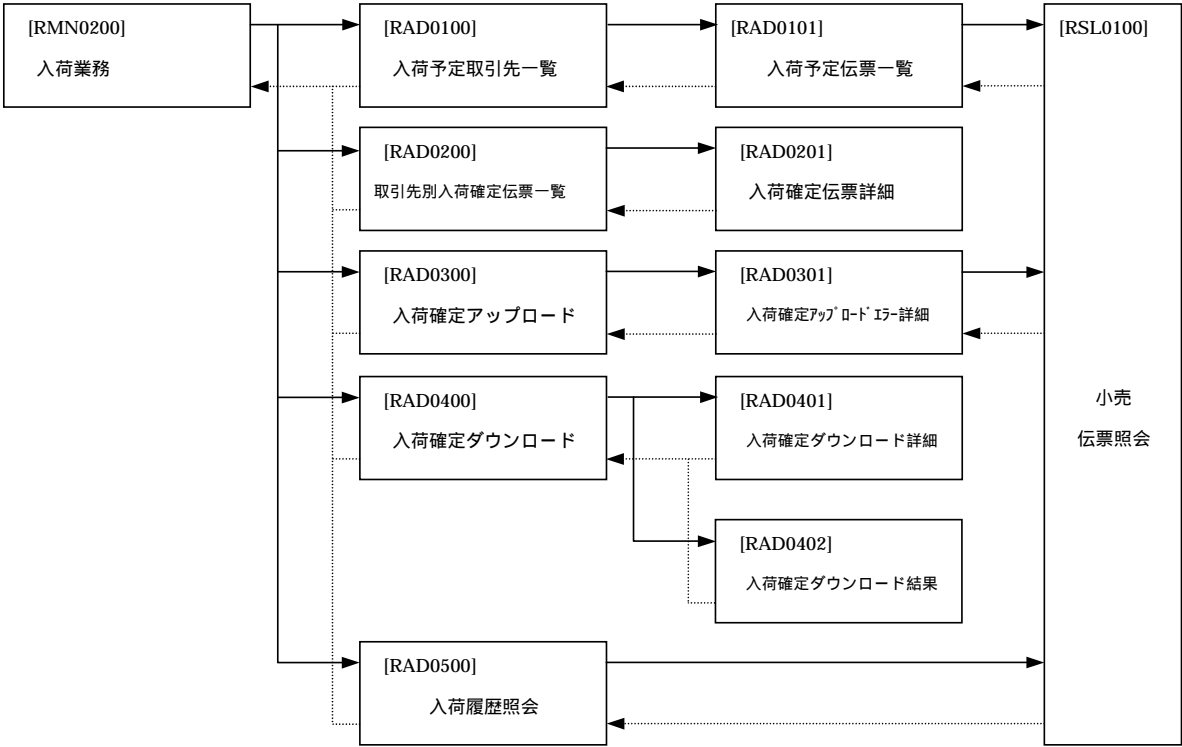 [RMN0200]
入荷業務
[RAD0100]
入荷予定取引先一覧
[RAD0101]
入荷予定伝票一覧
[RSL0100]
小売
伝票照会
[RAD0200]
取引先別入荷確定伝票一覧
[RAD0201]
入荷確定伝票詳細
[RAD0300]
入荷確定アップロード
[RAD0301]
入荷確定ｱｯﾌﾟﾛｰﾄﾞｴﾗｰ詳細
[RAD0400]
入荷確定ダウンロード
[RAD0401]
入荷確定ダウンロード詳細
[RAD0402]
入荷確定ダウンロード結果
[RAD0500]
入荷履歴照会